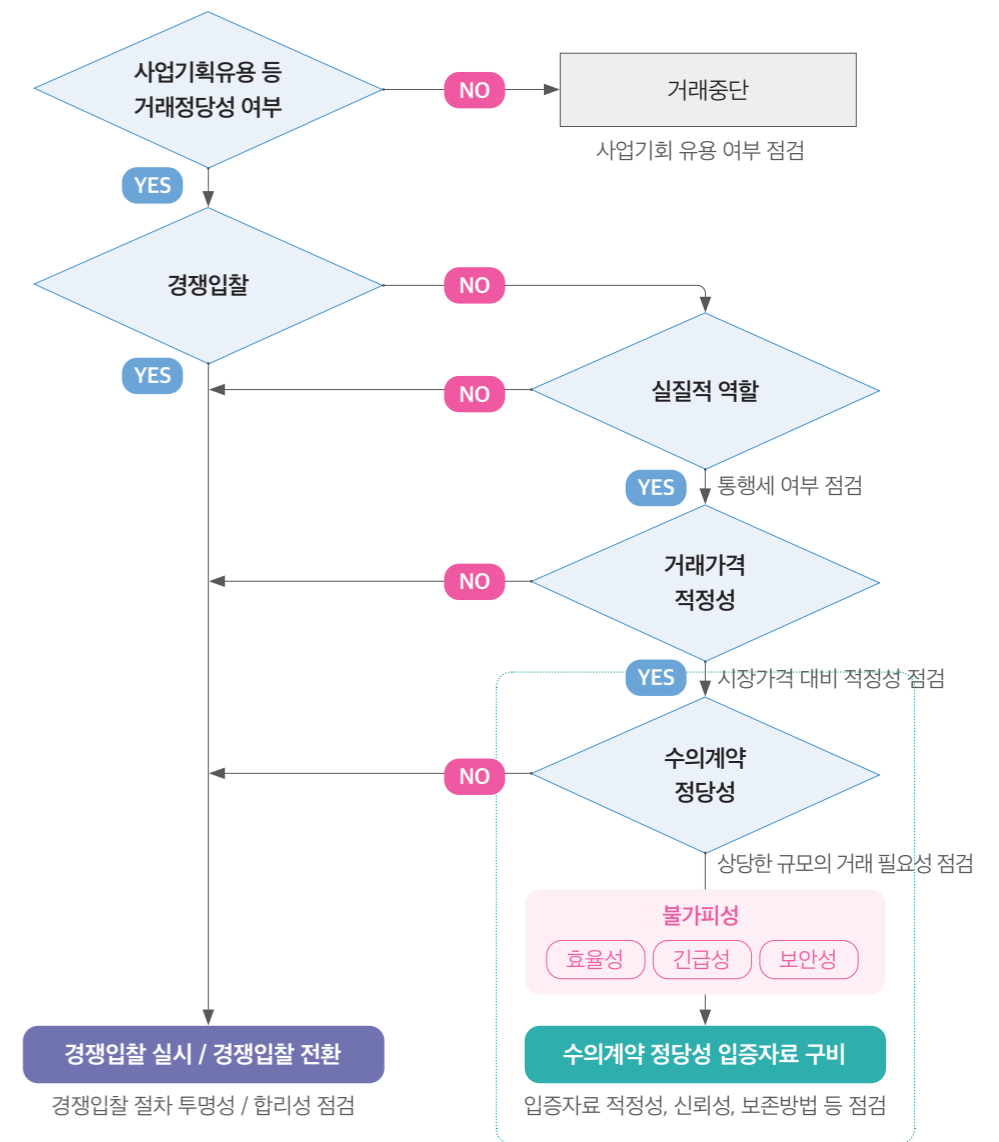 사업기획유용 등
거래정당성 여부
NO
거래중단
사업기회 유용 여부 점검
YES
경쟁입찰
NO
YES
NO
실질적 역할
YES
통행세 여부 점검
거래가격
적정성
NO
YES
시장가격 대비 적정성 점검
수의계약
정당성
NO
상당한 규모의 거래 필요성 점검
불가피성
효율성
긴급성
보안성
경쟁입찰 실시 / 경쟁입찰 전환
수의계약 정당성 입증자료 구비
경쟁입찰 절차 투명성 / 합리성 점검
입증자료 적정성, 신뢰성, 보존방법 등 점검